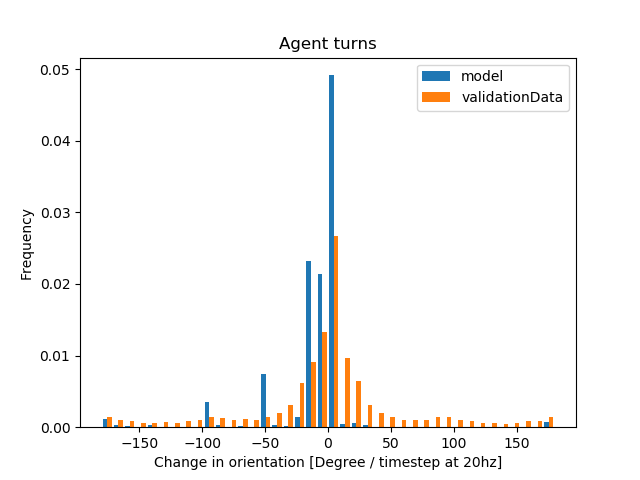 Agent turns
model
validationData
0.05
0.04
0.03
0.02
0.01
0.00
Frequency
−150
−100
−50
0
50
100
150
Change in orientation [Degree / timestep at 20hz]